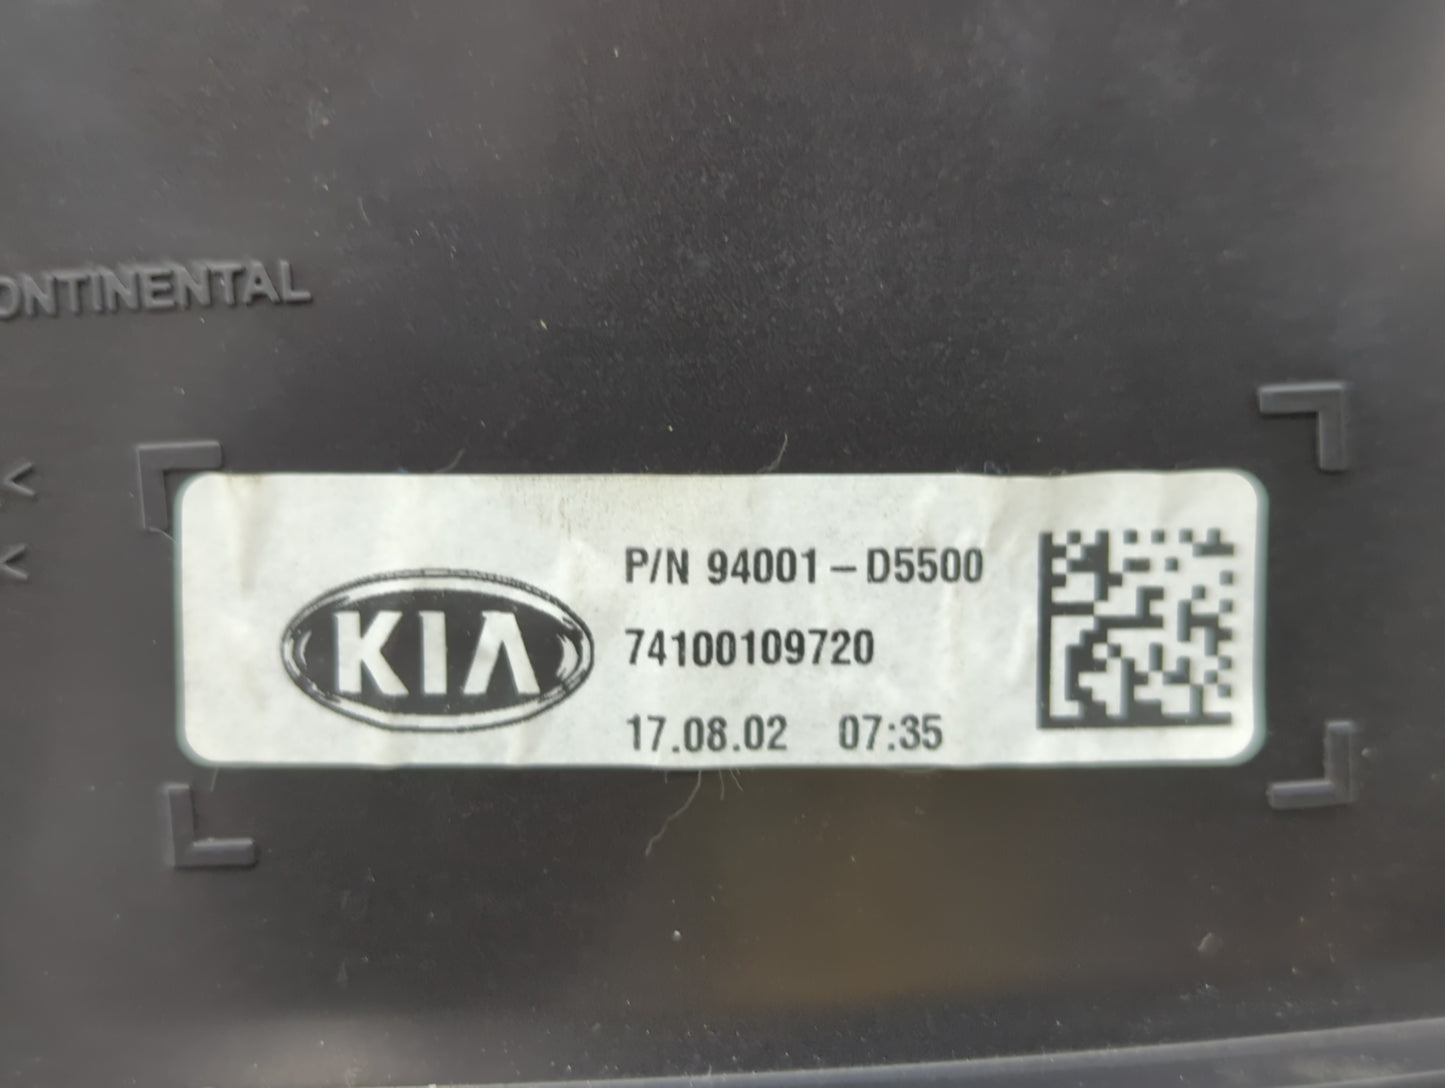 ONTINENTAL
<
<
KIA
P/N 94001-D5500
74100109720
17.08.02 07:35